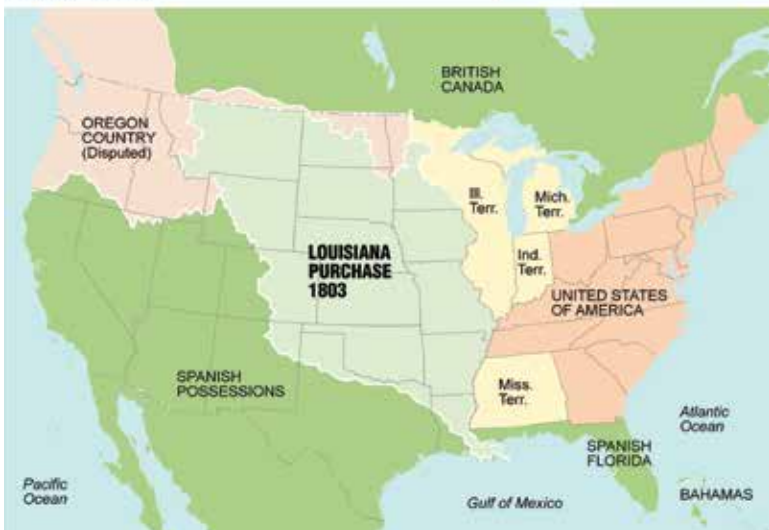 BRITISH
CANADA
OREGON
COUNTRY
(Disputed)
Ill.
Terr.
Mich.
Terr.
Ind.
Terr.
LOUISIANA
PURCHASE
1803
UNITED STATES
OF AMERICA
SPANISH
POSSESSIONS
Miss.
Terr.
Atlantic
Ocean
SPANISH
FLORIDA
Pacific
Ocean
Gulf of Mexico
BAHAMAS